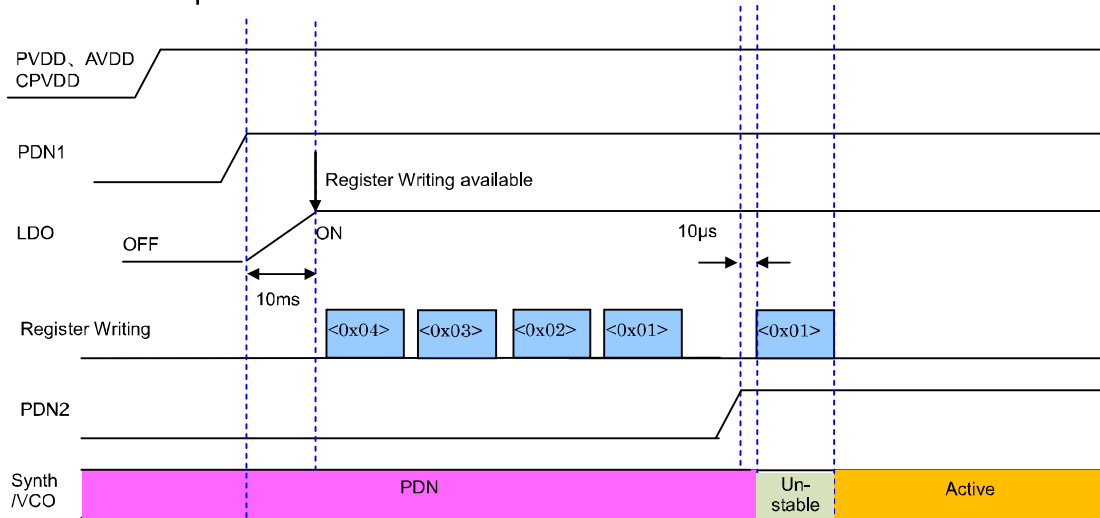 PVDD、AVDD
CPVDD
PDN1
Register Writing available
LDO
OFF
ON
10µs
10ms
Register Writing
<0x04>
<0x03>
<0x02>
<0x01>
<0x01>
PDN2
Synth
/VCO
PDN
Un-
stable
Active